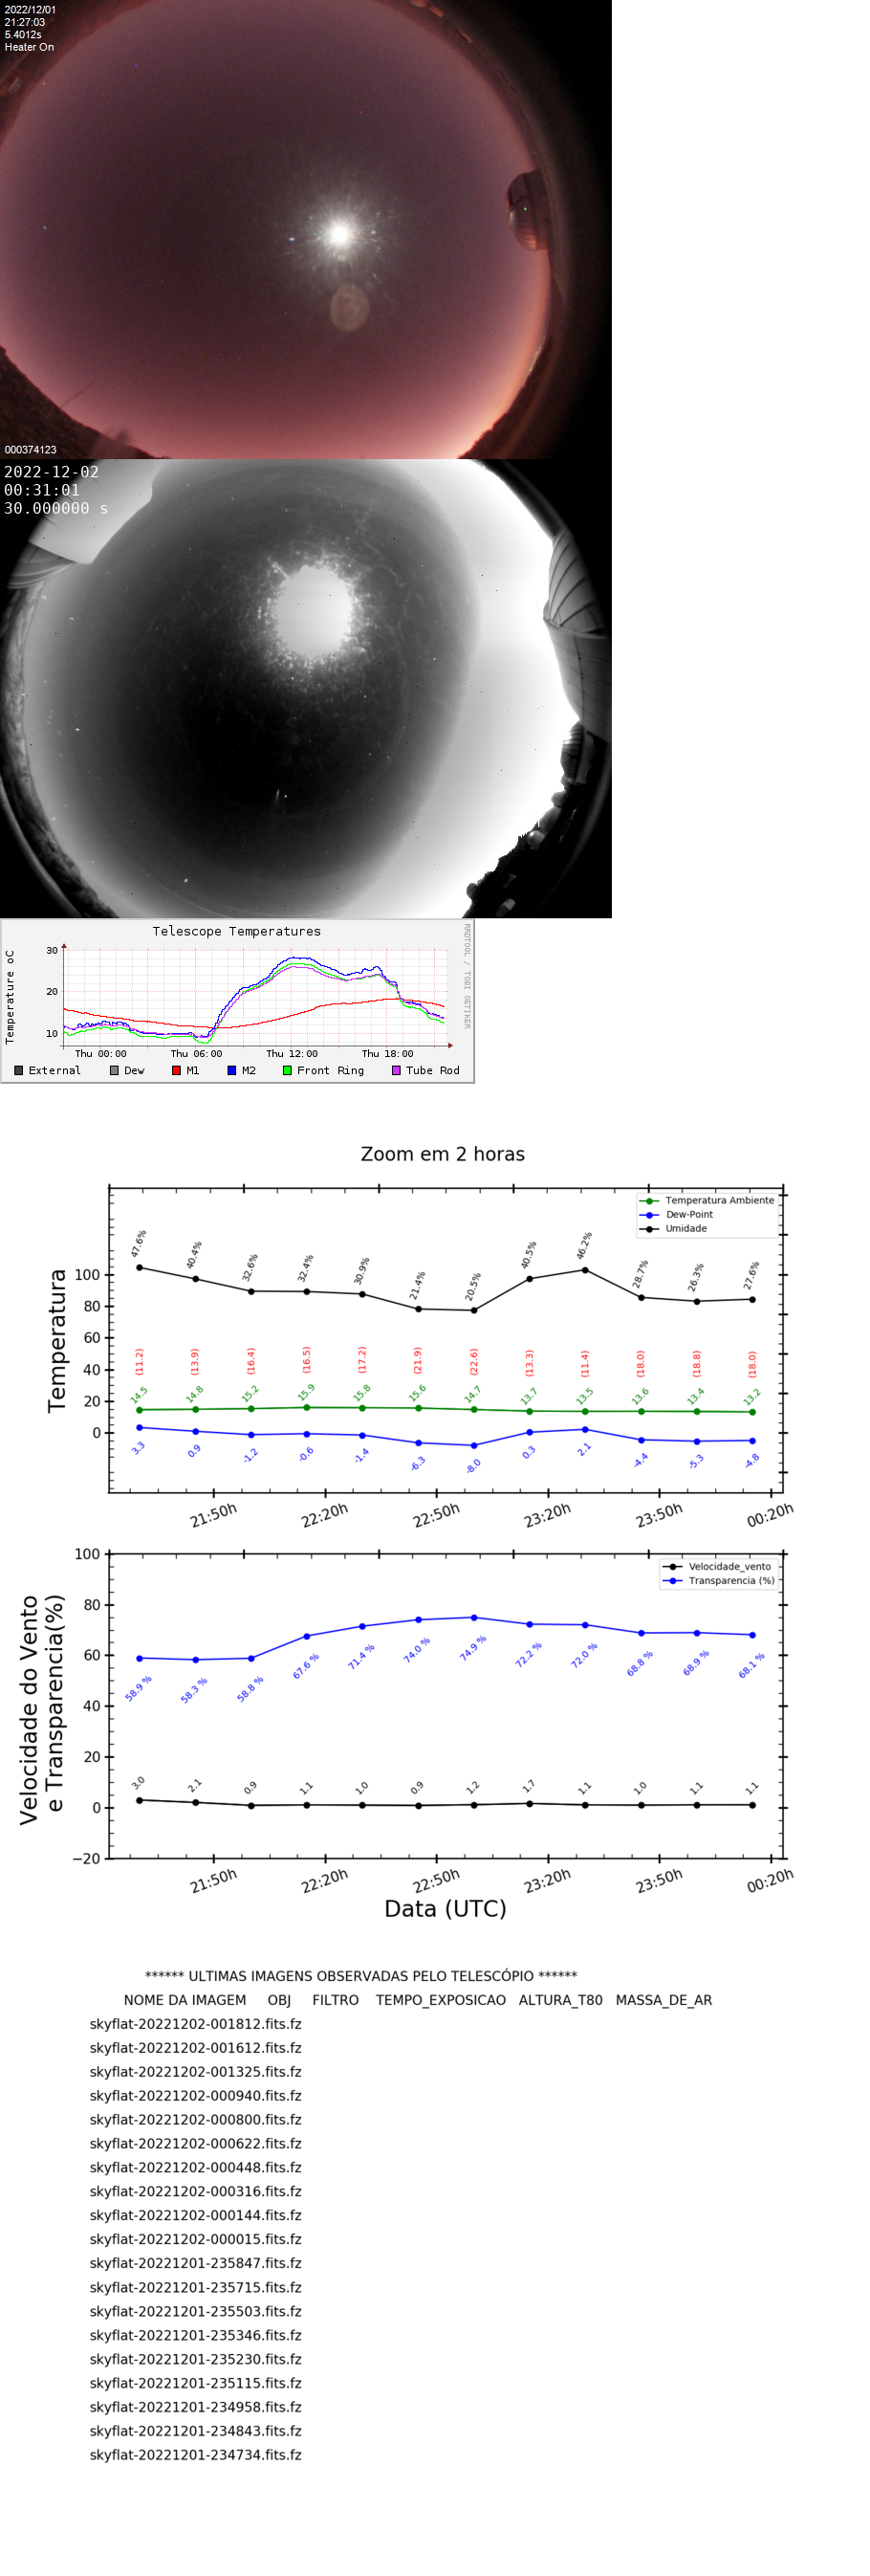 2022/12/01
21:27:03
5.4012s
Heater On
000374123
2022-12-02
00:31:01
30.000000 s
Telescope Temperatures
RRDTOOL / TOBI OETIKER
Temperature oC
30
20
10
Thu 00:00 Thu 06:00 Thu 12:00 Thu 18:00
External Dew M1 M2 Front Ring Tube Rod
Zoom em 2 horas
Temperatura Ambiente
Dew-Point
Umidade
Temperatura
100
80
60
40
20
0
47.6% 40.4% 32.6% 32.4% 30.9% 21.4% 20.5% 40.5% 46.2% 28.7% 26.3% 27.6%
(11.2) (13.9) (16.4) (16.5) (17.2) (21.9) (22.6) (13.3) (11.4) (18.0) (18.8) (18.0)
14.5 14.8 15.2 15.9 15.8 15.6 14.7 13.7 13.5 13.6 13.4 13.2
3.3 0.9 -1.2 -0.6 -1.4 -6.3 -8.0 0.3 2.1 -4.4 -5.3 -4.8
21:50h 22:20h 22:50h 23:20h 23:50h 00:20h
Velocidade_vento
Transparencia (%)
Velocidade do Vento
e Transparencia(%)
100
80
60
40
20
0
−20
58.9 % 58.3 % 58.8 % 67.6 % 71.4 % 74.0 % 74.9 % 72.2 % 72.0 % 68.8 % 68.9 % 68.1 %
3.0 2.1 0.9 1.1 1.0 0.9 1.2 1.7 1.1 1.0 1.1 1.1
21:50h 22:20h 22:50h 23:20h 23:50h 00:20h
Data (UTC)
****** ULTIMAS IMAGENS OBSERVADAS PELO TELESCÓPIO ******
NOME DA IMAGEM OBJ FILTRO TEMPO_EXPOSICAO ALTURA_T80 MASSA_DE_AR
skyflat-20221202-001812.fits.fz
skyflat-20221202-001612.fits.fz
skyflat-20221202-001325.fits.fz
skyflat-20221202-000940.fits.fz
skyflat-20221202-000800.fits.fz
skyflat-20221202-000622.fits.fz
skyflat-20221202-000448.fits.fz
skyflat-20221202-000316.fits.fz
skyflat-20221202-000144.fits.fz
skyflat-20221202-000015.fits.fz
skyflat-20221201-235847.fits.fz
skyflat-20221201-235715.fits.fz
skyflat-20221201-235503.fits.fz
skyflat-20221201-235346.fits.fz
skyflat-20221201-235230.fits.fz
skyflat-20221201-235115.fits.fz
skyflat-20221201-234958.fits.fz
skyflat-20221201-234843.fits.fz
skyflat-20221201-234734.fits.fz